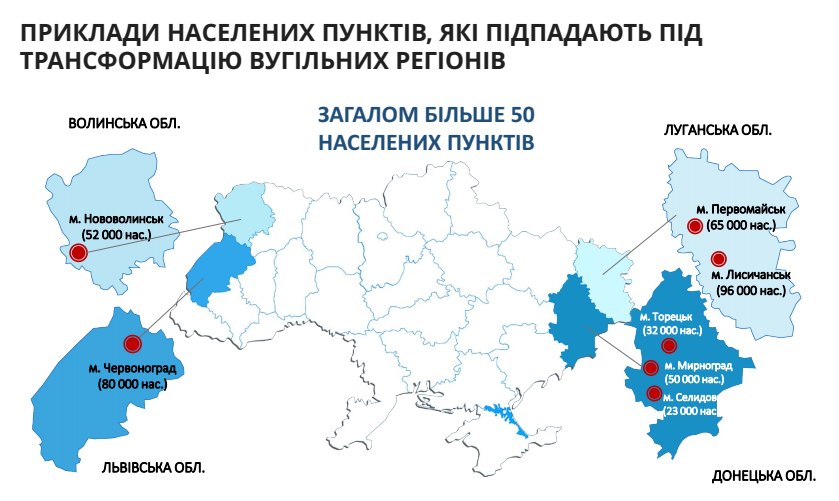 ПРИКЛАДИ НАСЕЛЕНИХ ПУНКТІВ, ЯКІ ПІДПАДАЮТЬ ПІД
ТРАНСФОРМАЦІЮ ВУГІЛЬНИХ РЕГІОНІВ
ЗАГАЛОМ БІЛЬШЕ 50
НАСЕЛЕНИХ ПУНКТІВ
ВОЛИНСЬКА ОБЛ.
м. Нововолинськ
(52 000 нас.)
м. Червоноград
(80 000 нас.)
ЛЬВІВСЬКА ОБЛ.
ЛУГАНСЬКА ОБЛ.
м. Первомайськ
(65 000 нас.)
м. Лисичанськ
(96 000 нас.)
м. Торецьк
(32 000 нас.)
м. Мирноград
(50 000 нас.)
м. Селидов
(23 000 нас
ДОНЕЦЬКА ОБЛ.